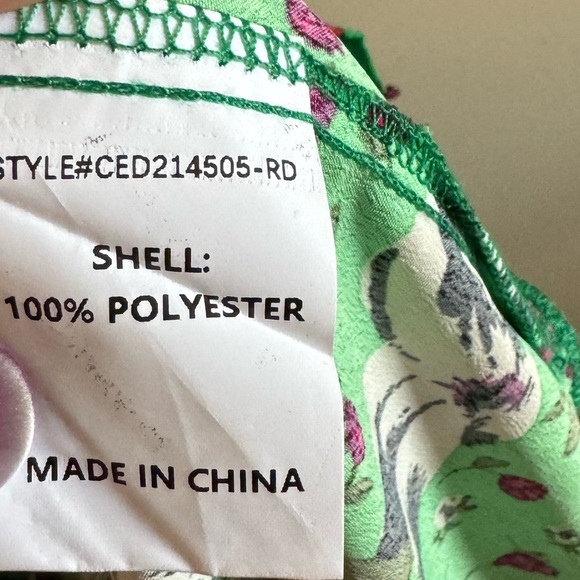 STYLE#CED214505-RD
SHELL:
100% POLYESTER
MADE IN CHINA